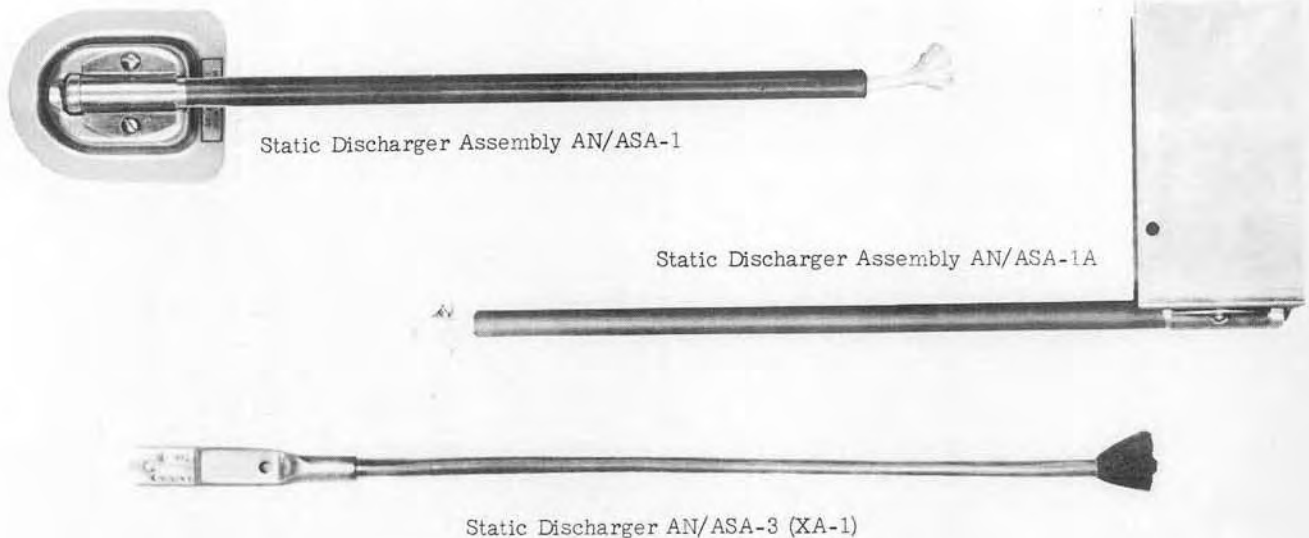 Static Discharger Assembly AN/ASA-1
Static Discharger Assembly AN/ASA-1A
Static Discharger AN/ASA-3 (XA-1)